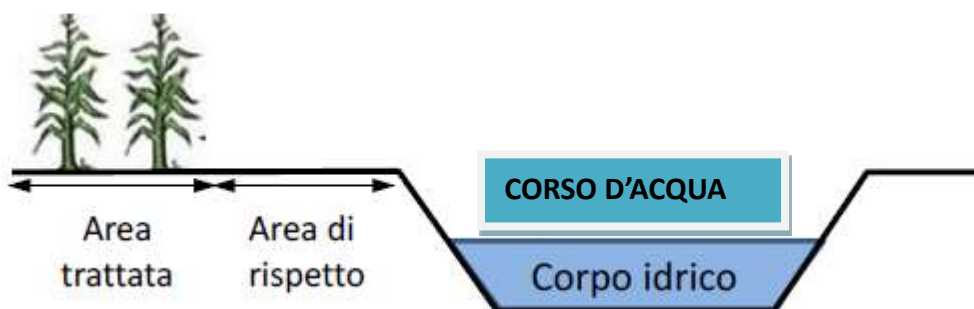 CORSO D'ACQUA
Area
trattata
Area di
rispetto
Corpo idrico